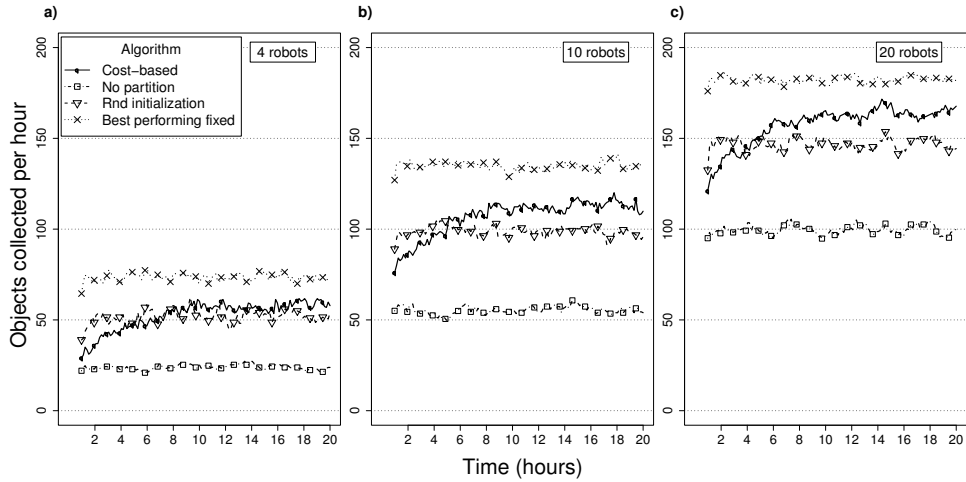 a)
b)
c)
Algorithm
Cost−based
No partition
Rnd initialization
Best performing fixed
4 robots
10 robots
20 robots
Objects collected per hour
0 50 100 150 200
0 50 100 150 200
0 50 100 150 200
2 4 6 8 10 12 14 16 18 20
2 4 6 8 10 12 14 16 18 20
2 4 6 8 10 12 14 16 18 20
Time (hours)